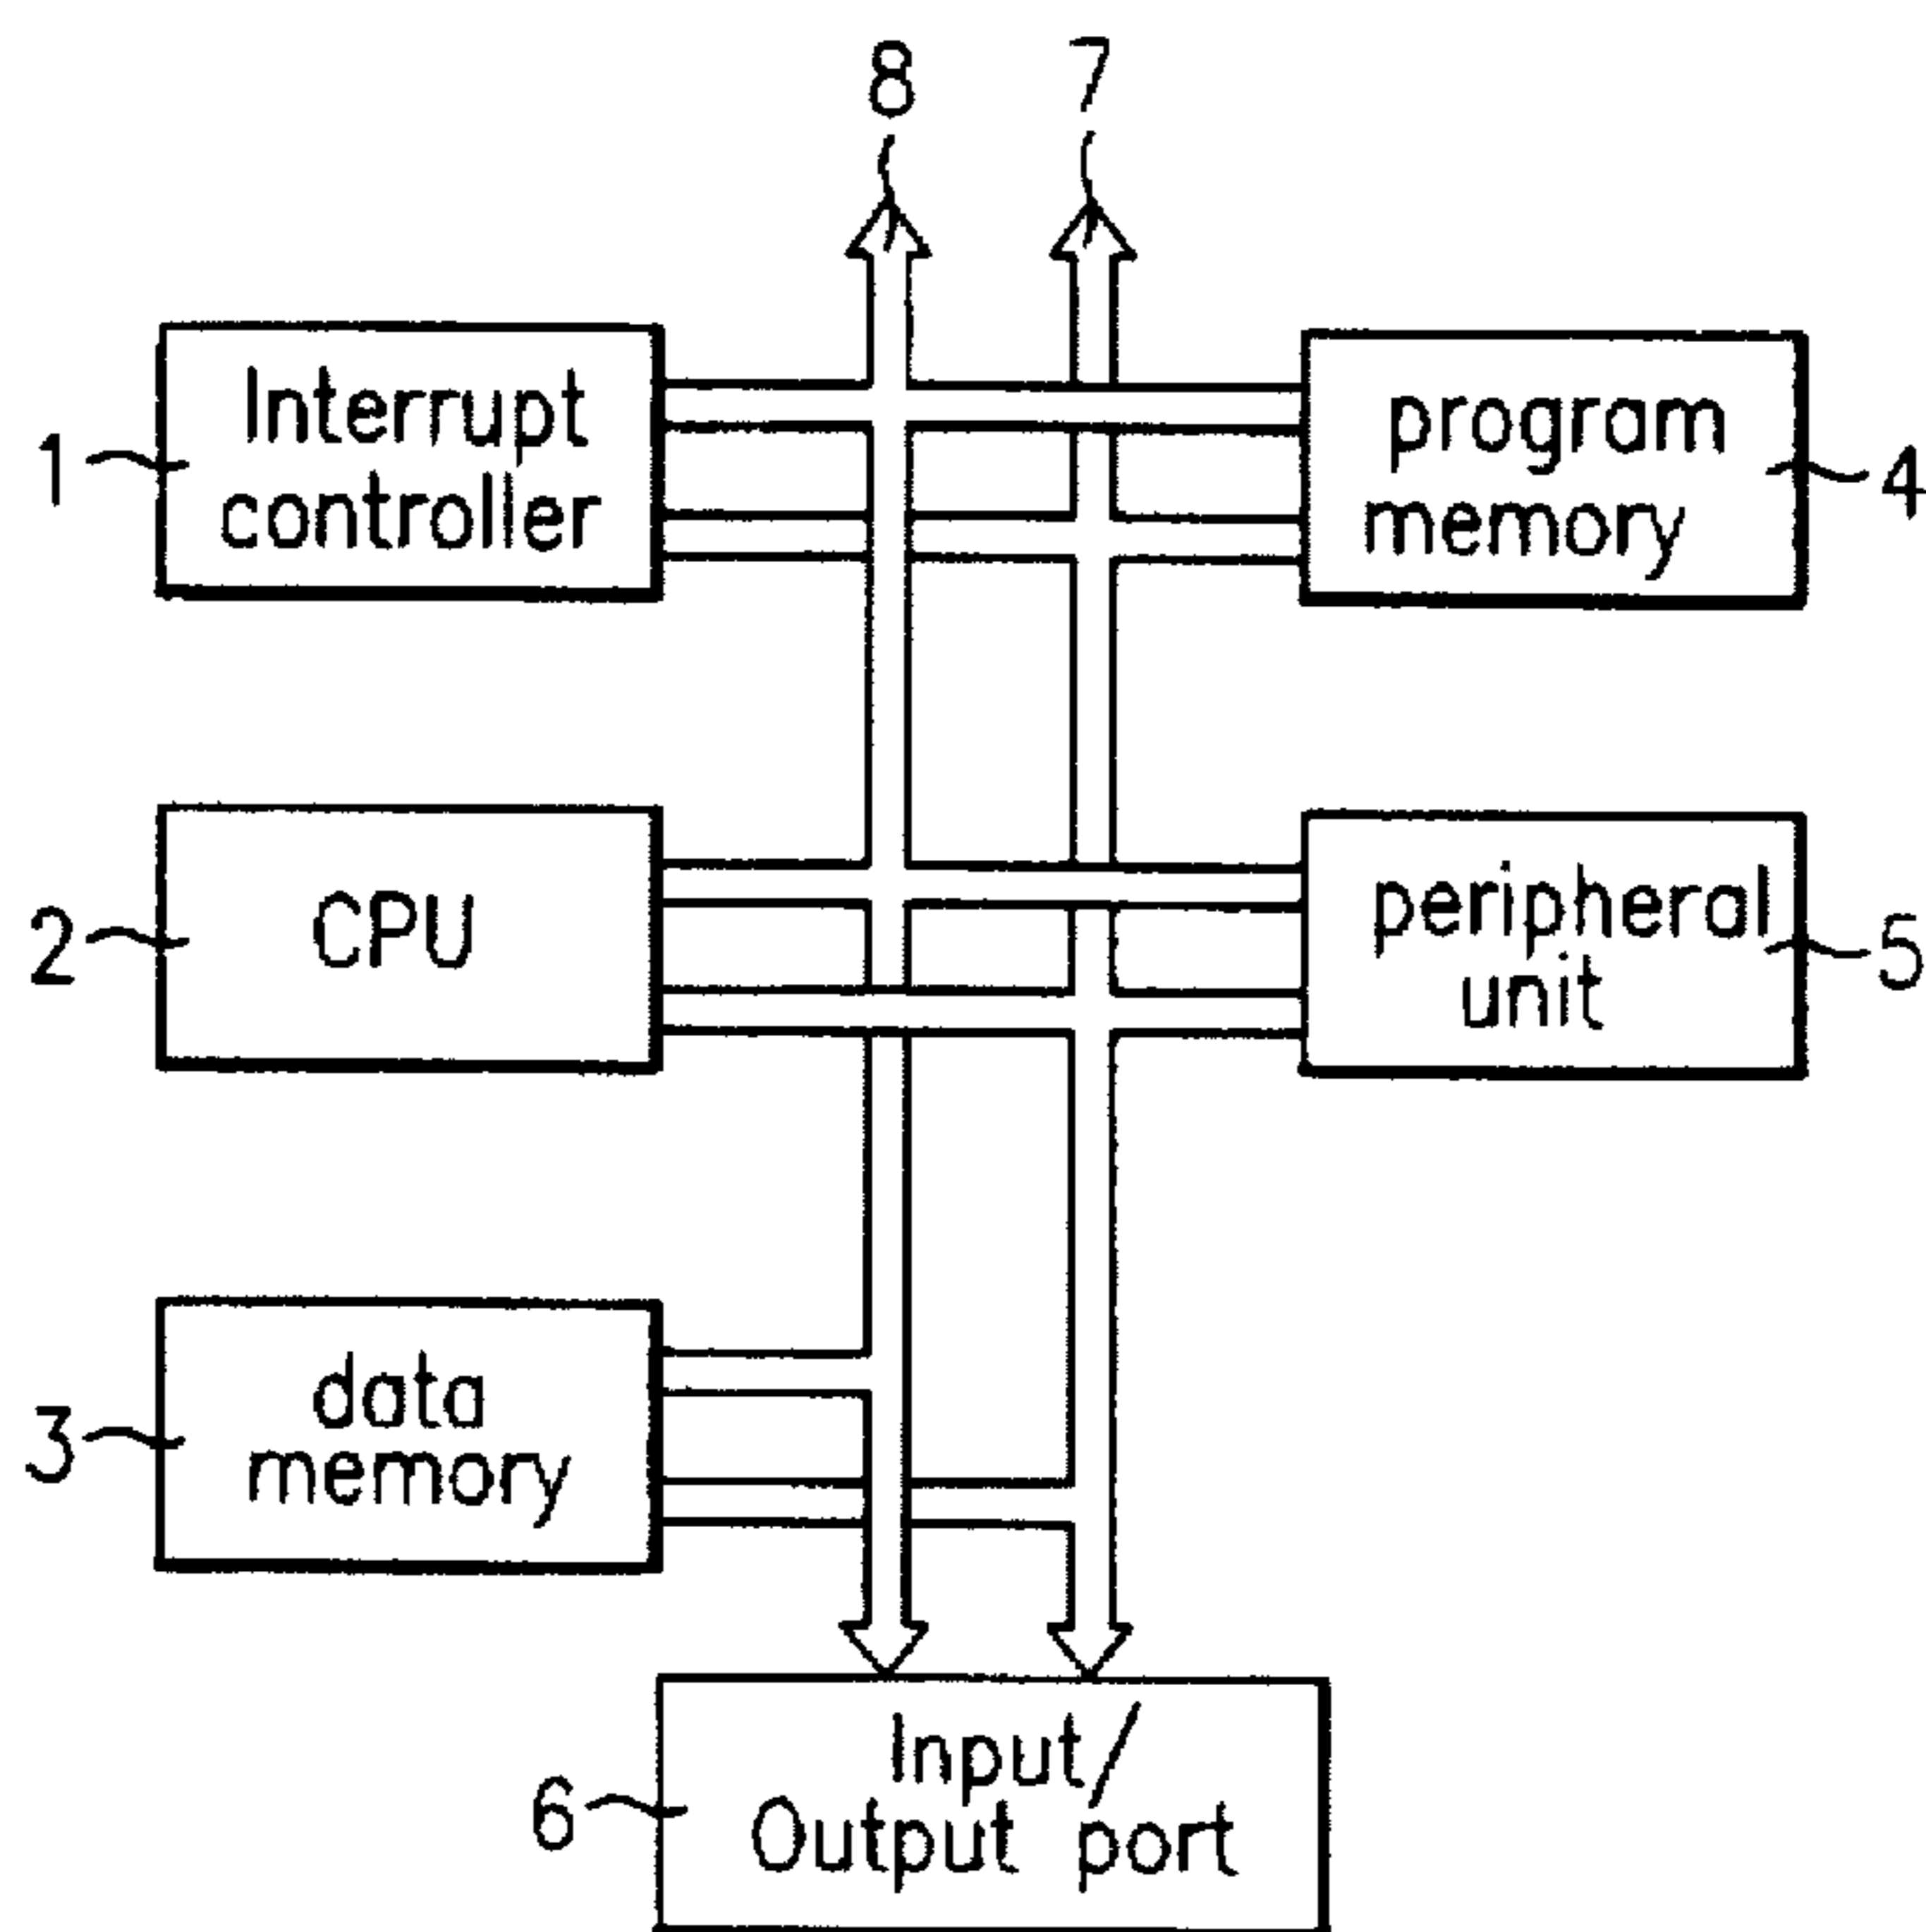 8 7
Interrupt
controller
1
program
memory
4
CPU
2
peripheral
unit
5
data
memory
3
Input/
Output port
6